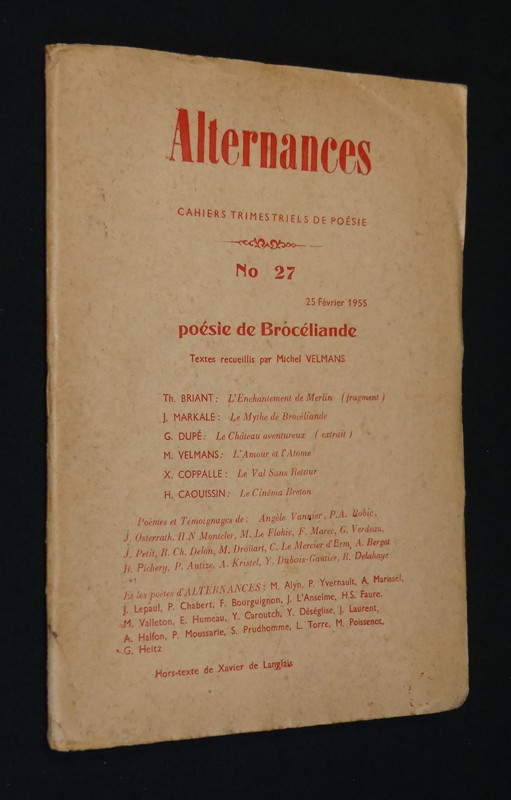 Alternances
CAHIERS TRIMESTRIELS DE POÉSIE
No 27
25 Février 1955
poésie de Brocéliande
Textes recueillis par Michel VELMANS
Th. BRIANT : L'Enchantement de Merlin ( fragment )
J. MARKALE : Le Mythe de Brocéliande
G. DUPÉ : Le Château aventureux ( extrait )
M. VELMANS : L'Amour et l'Atome
X. COPPALLE : Le Val Sans Retour
H. CAOUISSIN : Le Cinéma Breton
Poèmes et Témoignages de : Angèle Vannier, P.A. Bobic,
J. Osterrath, H.N Montcler, M. Le Flohic, F. Marec, G. Verdeau,
J. Petit, R. Ch. Delon, M. Drouart, C. Le Mercier d'Erm, A. Bergot
R. Pichery, P. Autize, A. Kristel, Y. Dubois-Gautier, R. Delahaye
Et les poètes d'ALTERNANCES : M. Alyn, P. Yvernault, A. Marissel,
J. Lepaul, P. Chabert, F. Bourguignon, J. L'Anselme, H.S. Faure,
M. Valleton, E. Humeau, Y. Caroutch, Y. Déséglise, J. Laurent,
A. Halfon, P. Moussarie, S. Prudhomme, L. Torre, M. Poissenot,
G. Heitz
Hors-texte de Xavier de Langlais